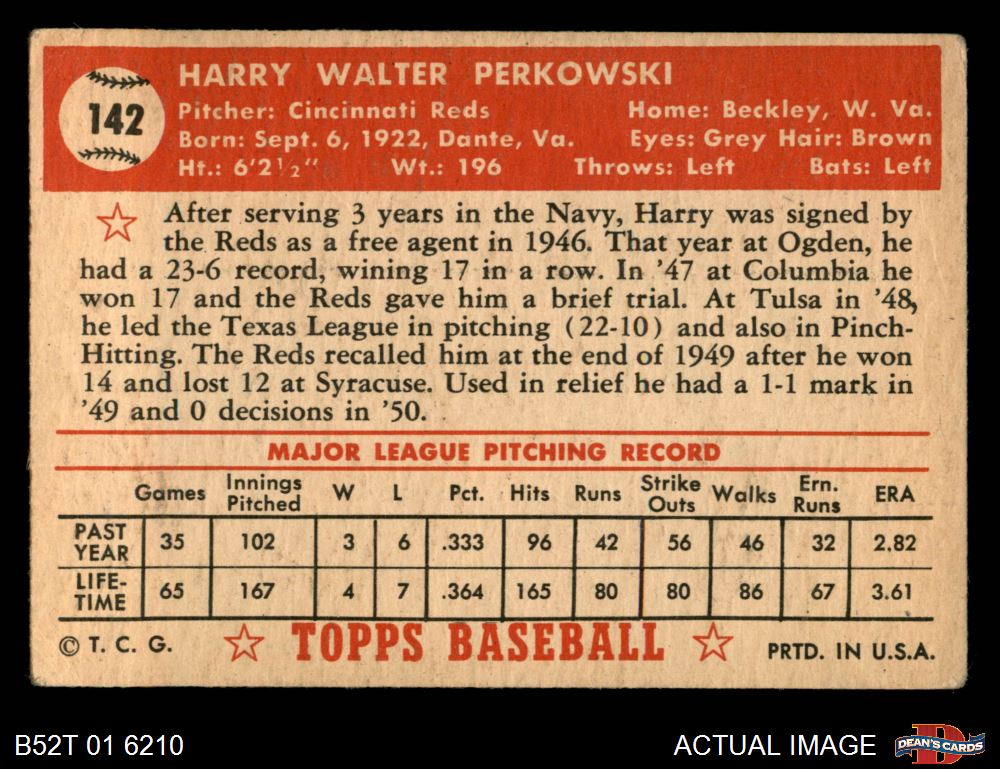 142
HARRY WALTER PERKOWSKI
Pitcher: Cincinnati Reds Home: Beckley, W. Va.
Born: Sept. 6, 1922, Dante, Va. Eyes: Grey Hair: Brown
Ht.: 6'2½" Wt.: 196 Throws: Left Bats: Left
After serving 3 years in the Navy, Harry was signed by
the Reds as a free agent in 1946. That year at Ogden, he
had a 23-6 record, wining 17 in a row. In '47 at Columbia he
won 17 and the Reds gave him a brief trial. At Tulsa in '48,
he led the Texas League in pitching (22-10) and also in Pinch-
Hitting. The Reds recalled him at the end of 1949 after he won
14 and lost 12 at Syracuse. Used in relief he had a 1-1 mark in
'49 and 0 decisions in '50.
MAJOR LEAGUE PITCHING RECORD
Games Innings Pitched W L Pct. Hits Runs Strike Outs Walks Ern. Runs ERA
PAST YEAR 35 102 3 6 .333 96 42 56 46 32 2.82
LIFE-TIME 65 167 4 7 .364 165 80 80 86 67 3.61
© T. C. G. TOPPS BASEBALL PRTD. IN U.S.A.
B52T 01 6210 ACTUAL IMAGE D DEAN'S CARDS